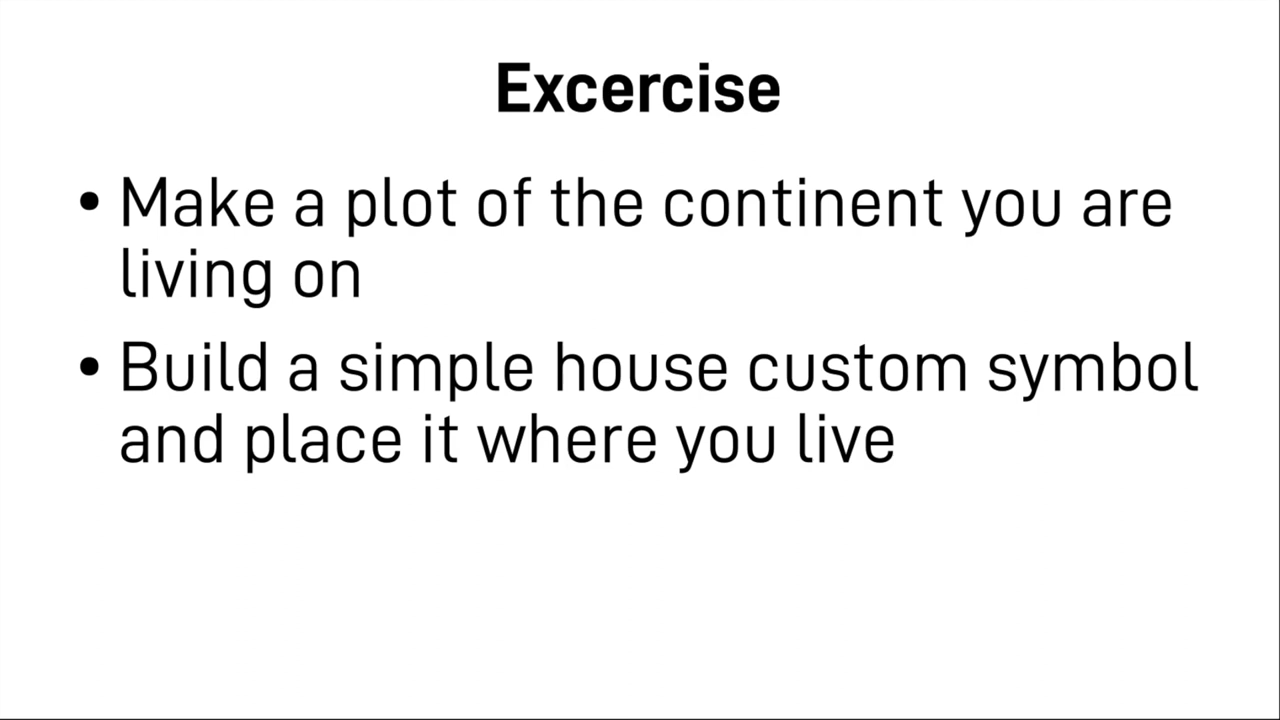 Excercise
• Make a plot of the continent you are
living on
• Build a simple house custom symbol
and place it where you live